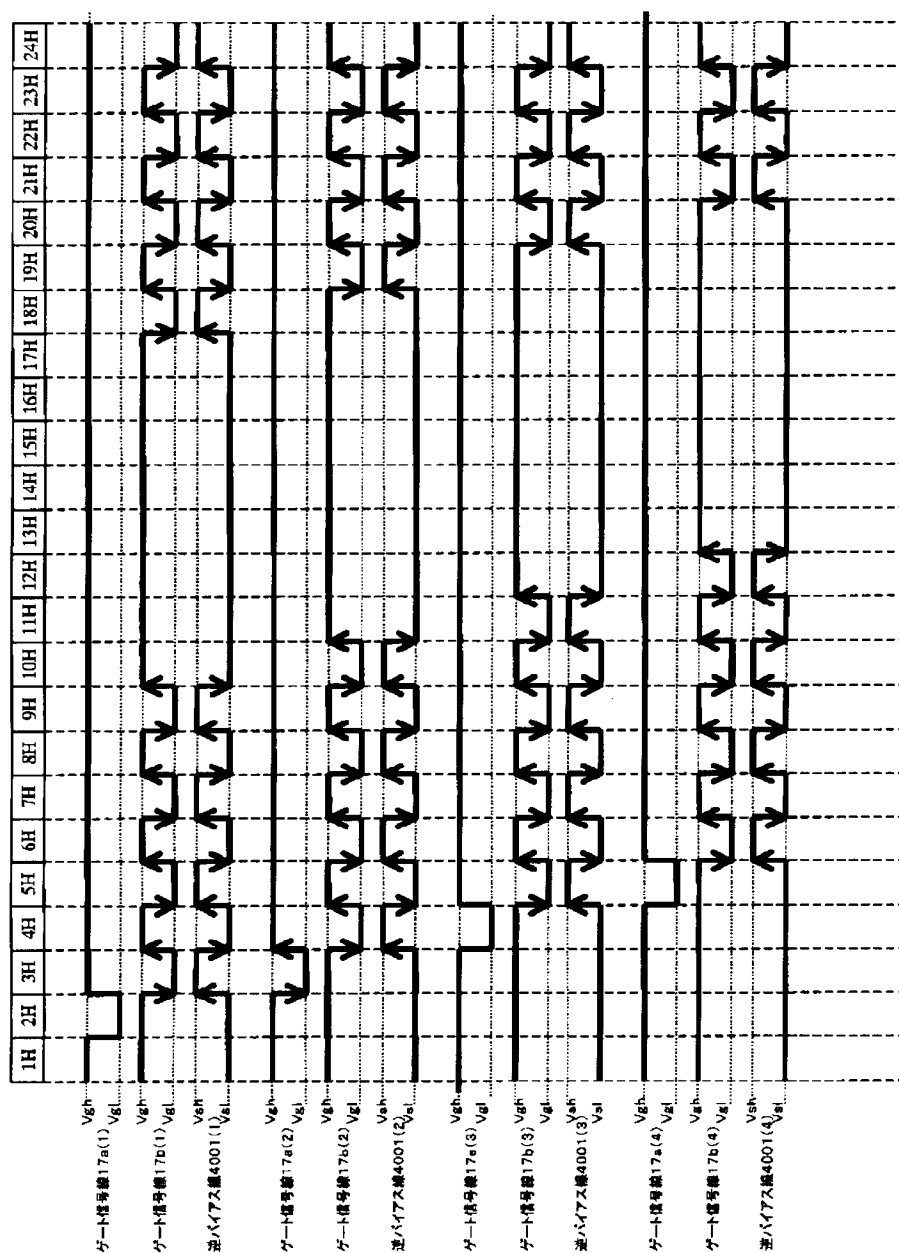 1H 2H 3H 4H 5H 6H 7H 8H 9H 10H 11H 12H 13H 14H 15H 16H 17H 18H 19H 20H 21H 22H 23H 24H
Vgh
ゲート信号線17a(1)
Vgl
Vgh
ゲート信号線17b(1)
Vgl
Vsh
逆バイアス線4001(1)
Vsl
Vgh
ゲート信号線17a(2)
Vgl
Vgh
ゲート信号線17b(2)
Vgl
Vsh
逆バイアス線4001(2)
Vsl
Vgh
ゲート信号線17a(3)
Vgl
Vgh
ゲート信号線17b(3)
Vgl
Vsh
逆バイアス線4001(3)
Vsl
Vgh
ゲート信号線17a(4)
Vgl
Vgh
ゲート信号線17b(4)
Vgl
Vsh
逆バイアス線4001(4)
Vsl